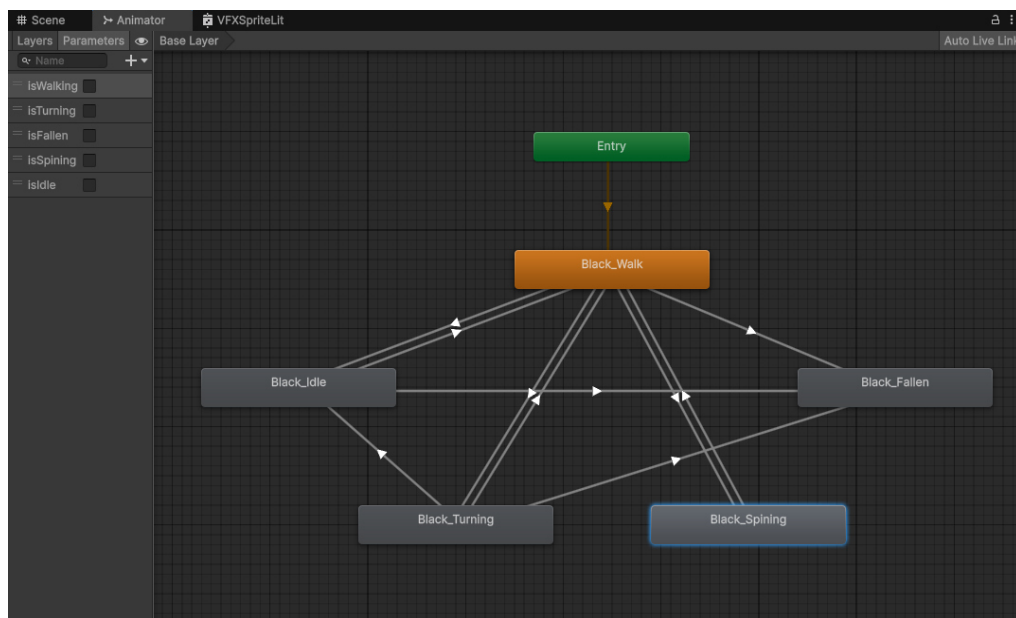 Scene Animator VFXSpriteLit
Layers Parameters Base Layer Auto Live Link
Name
isWalking
isTurning
isFallen
isSpining
isIdle
Entry
Black_Walk
Black_Idle Black_Fallen
Black_Turning Black_Spining